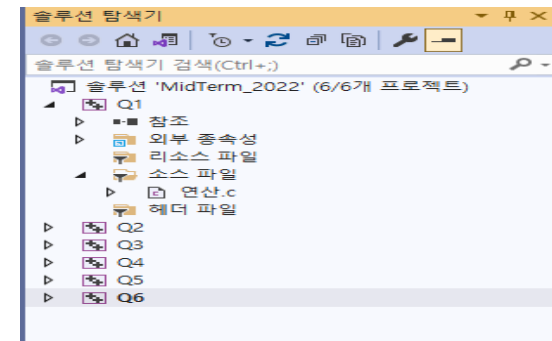 솔루션 탐색기
솔루션 탐색기 검색(Ctrl+;)
솔루션 'MidTerm_2022' (6/6개 프로젝트)
Q1
참조
외부 종속성
리소스 파일
소스 파일
연산.c
헤더 파일
Q2
Q3
Q4
Q5
Q6